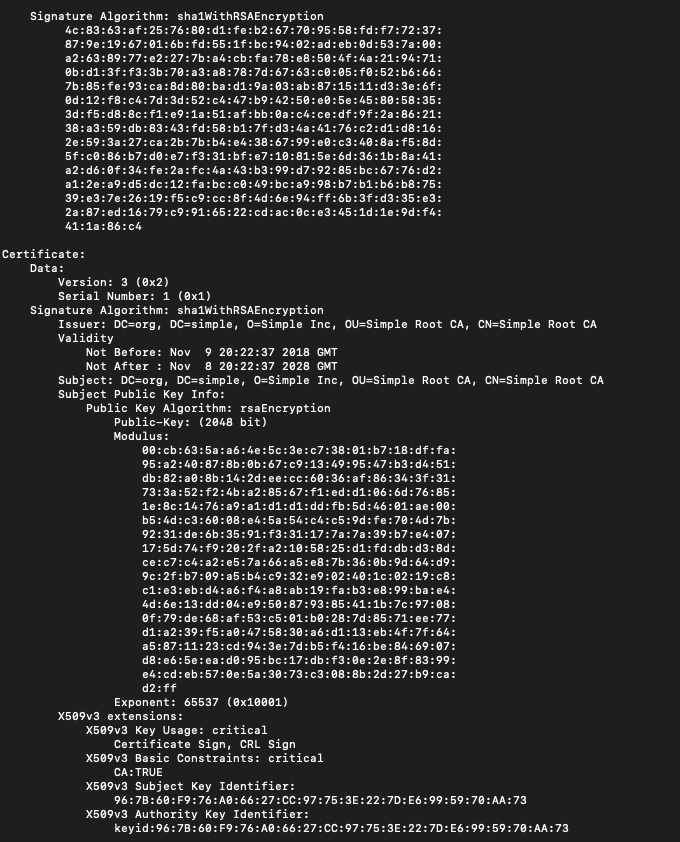 Signature Algorithm: sha1WithRSAEncryption
4c:83:63:af:25:76:80:d1:fe:b2:67:70:95:58:fd:f7:72:37:
87:9e:19:67:01:6b:fd:55:1f:bc:94:02:ad:eb:0d:53:7a:00:
a2:63:89:77:e2:27:7b:a4:cb:fa:78:e8:50:4f:4a:21:94:71:
0b:d1:3f:f3:3b:70:a3:a8:78:7d:67:63:c0:05:f0:52:b6:66:
7b:85:fe:93:ca:8d:80:ba:d1:9a:03:ab:87:15:11:d3:3e:6f:
0d:12:f8:c4:7d:3d:52:c4:47:b9:42:50:e0:5e:45:80:58:35:
3d:f5:d8:8c:f1:e9:1a:51:af:bb:0a:c4:ce:df:9f:2a:86:21:
38:a3:59:db:83:43:fd:58:b1:7f:d3:4a:41:76:c2:d1:d8:16:
2e:59:3a:27:ca:2b:7b:b4:e4:38:67:99:e0:c3:40:8a:f5:8d:
5f:c0:86:b7:d0:e7:f3:31:bf:e7:10:81:5e:6d:36:1b:8a:41:
a2:d6:0f:34:fe:2a:fc:4a:43:b3:99:d7:92:85:bc:67:76:d2:
a1:2e:a9:d5:dc:12:fa:bc:c0:49:bc:a9:98:b7:b1:b6:b8:75:
39:e3:7e:26:19:f5:c9:cc:8f:4d:6e:94:ff:6b:3f:d3:35:e3:
2a:87:ed:16:79:c9:91:65:22:cd:ac:0c:e3:45:1d:1e:9d:f4:
41:1a:86:c4
Certificate:
Data:
Version: 3 (0x2)
Serial Number: 1 (0x1)
Signature Algorithm: sha1WithRSAEncryption
Issuer: DC=org, DC=simple, O=Simple Inc, OU=Simple Root CA, CN=Simple Root CA
Validity
Not Before: Nov  9 20:22:37 2018 GMT
Not After : Nov  8 20:22:37 2028 GMT
Subject: DC=org, DC=simple, O=Simple Inc, OU=Simple Root CA, CN=Simple Root CA
Subject Public Key Info:
Public Key Algorithm: rsaEncryption
Public-Key: (2048 bit)
Modulus:
00:cb:63:5a:a6:4e:5c:3e:c7:38:01:b7:18:df:fa:
95:a2:40:87:8b:0b:67:c9:13:49:95:47:b3:d4:51:
db:82:a0:8b:14:2d:ee:cc:60:36:af:86:34:3f:31:
73:3a:52:f2:4b:a2:85:67:f1:ed:d1:06:6d:76:85:
1e:8c:14:76:a9:a1:d1:d1:dd:fb:5d:46:01:ae:00:
b5:4d:c3:60:08:e4:5a:54:c4:c5:9d:fe:70:4d:7b:
92:31:de:6b:35:91:f3:31:17:7a:7a:39:b7:e4:07:
17:5d:74:f9:20:2f:a2:10:58:25:d1:fd:db:d3:8d:
ce:c7:c4:a2:e5:7a:66:a5:e8:7b:36:0b:9d:64:d9:
9c:2f:b7:09:a5:b4:c9:32:e9:02:40:1c:02:19:c8:
c1:e3:eb:d4:a6:f4:a8:ab:19:fa:b3:e8:99:ba:e4:
4d:6e:13:dd:04:e9:50:87:93:85:41:1b:7c:97:08:
0f:79:de:68:af:53:c5:01:b0:28:7d:85:71:ee:77:
d1:a2:39:f5:a0:47:58:30:a6:d1:13:eb:4f:7f:64:
a5:87:11:23:cd:94:3e:7d:b5:f4:16:be:84:69:07:
d8:e6:5e:ea:d0:95:bc:17:db:f3:0e:2e:8f:83:99:
e4:cd:eb:57:0e:5a:30:73:c3:08:8b:2d:27:b9:ca:
d2:ff
Exponent: 65537 (0x10001)
X509v3 extensions:
X509v3 Key Usage: critical
Certificate Sign, CRL Sign
X509v3 Basic Constraints: critical
CA:TRUE
X509v3 Subject Key Identifier:
96:7B:60:F9:76:A0:66:27:CC:97:75:3E:22:7D:E6:99:59:70:AA:73
X509v3 Authority Key Identifier:
keyid:96:7B:60:F9:76:A0:66:27:CC:97:75:3E:22:7D:E6:99:59:70:AA:73